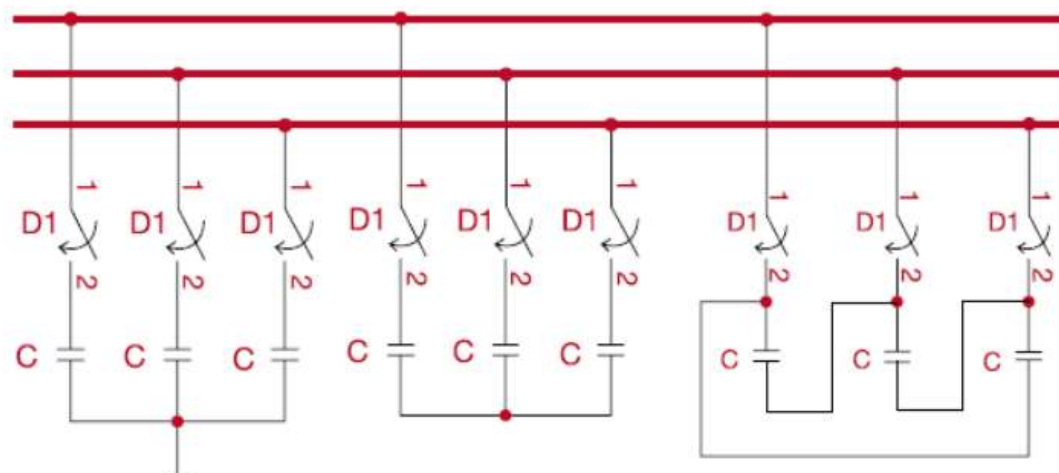 1 1 1 1 1 1 1 1 1
D1 D1 D1 D1 D1 D1 D1 D1 D1
2 2 2 2 2 2 2 2 2
C C C C C C C C C